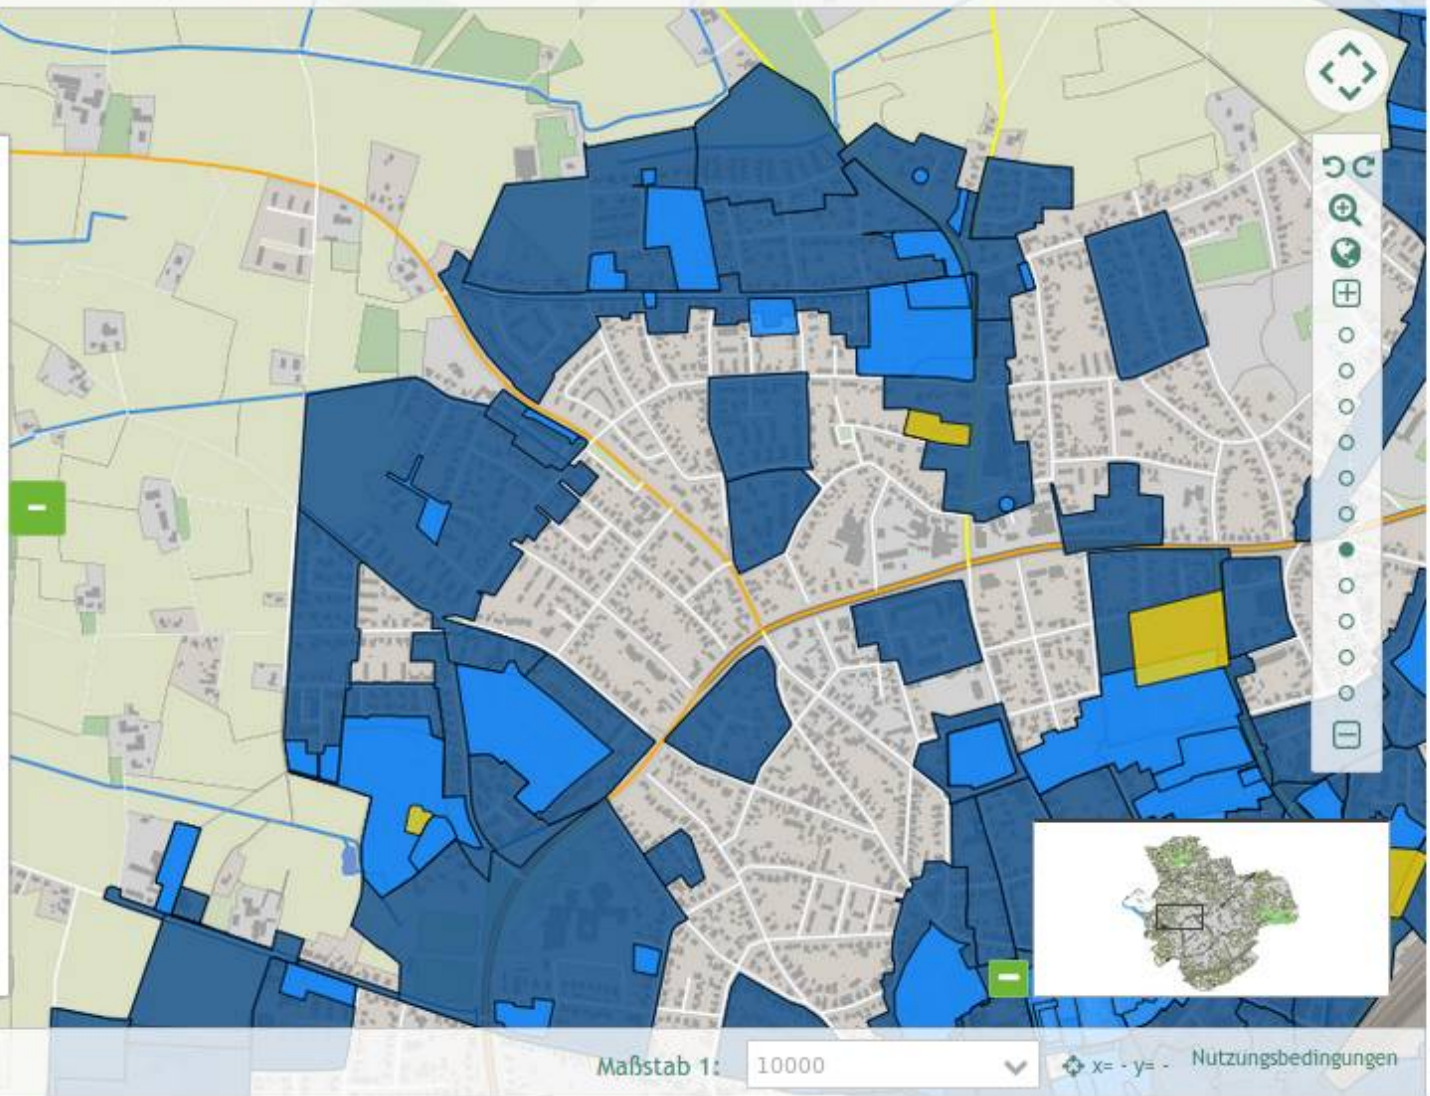 Maßstab 1: 10000 x= - y= - Nutzungsbedingungen